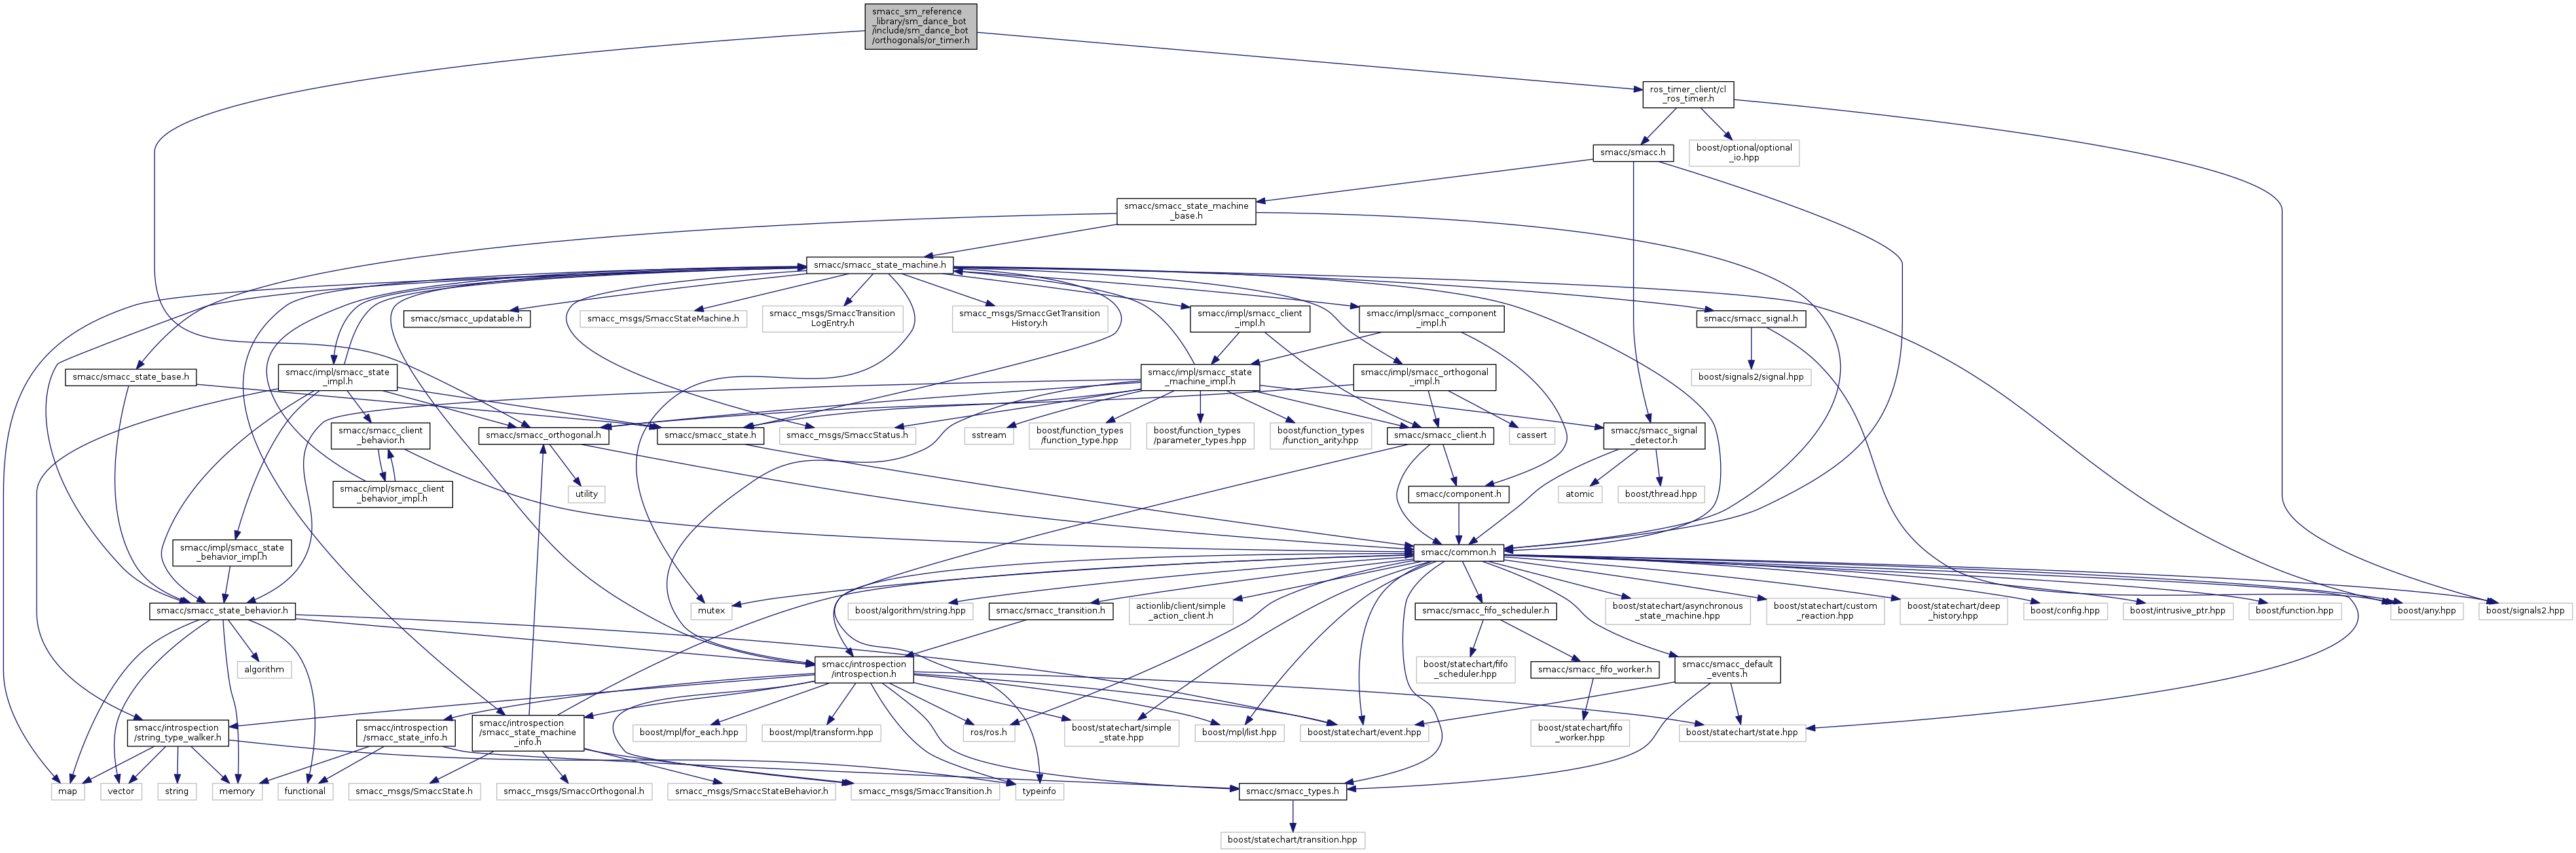 smacc_sm_reference
_library/sm_dance_bot
/include/sm_dance_bot
/orthogonals/or_timer.h
ros_timer_client/cl
_ros_timer.h
smacc/smacc.h
boost/optional/optional
_io.hpp
smacc/smacc_state_machine
_base.h
smacc/smacc_state_machine.h
smacc/smacc_updatable.h
smacc_msgs/SmaccStateMachine.h
smacc_msgs/SmaccTransition
LogEntry.h
smacc_msgs/SmaccGetTransition
History.h
smacc/impl/smacc_client
_impl.h
smacc/impl/smacc_component
_impl.h
smacc/smacc_signal.h
smacc/smacc_state_base.h
smacc/impl/smacc_state
_impl.h
smacc/impl/smacc_state
_machine_impl.h
smacc/impl/smacc_orthogonal
_impl.h
boost/signals2/signal.hpp
smacc/smacc_client
_behavior.h
smacc/smacc_orthogonal.h
smacc/smacc_state.h
smacc_msgs/SmaccStatus.h
sstream
boost/function_types
/function_type.hpp
boost/function_types
/parameter_types.hpp
boost/function_types
/function_arity.hpp
smacc/smacc_client.h
cassert
smacc/smacc_signal
_detector.h
smacc/impl/smacc_client
_behavior_impl.h
utility
smacc/component.h
atomic
boost/thread.hpp
smacc/impl/smacc_state
_behavior_impl.h
smacc/common.h
smacc/smacc_state_behavior.h
mutex
boost/algorithm/string.hpp
smacc/smacc_transition.h
actionlib/client/simple
_action_client.h
smacc/smacc_fifo_scheduler.h
boost/statechart/asynchronous
_state_machine.hpp
boost/statechart/custom
_reaction.hpp
boost/statechart/deep
_history.hpp
boost/config.hpp
boost/intrusive_ptr.hpp
boost/function.hpp
boost/any.hpp
boost/signals2.hpp
algorithm
smacc/introspection
/introspection.h
boost/statechart/fifo
_scheduler.hpp
smacc/smacc_fifo_worker.h
smacc/smacc_default
_events.h
smacc/introspection
/string_type_walker.h
smacc/introspection
/smacc_state_info.h
smacc/introspection
/smacc_state_machine
_info.h
boost/mpl/for_each.hpp
boost/mpl/transform.hpp
ros/ros.h
boost/statechart/simple
_state.hpp
boost/mpl/list.hpp
boost/statechart/event.hpp
boost/statechart/fifo
_worker.hpp
boost/statechart/state.hpp
map
vector
string
memory
functional
smacc_msgs/SmaccState.h
smacc_msgs/SmaccOrthogonal.h
smacc_msgs/SmaccStateBehavior.h
smacc_msgs/SmaccTransition.h
typeinfo
smacc/smacc_types.h
boost/statechart/transition.hpp